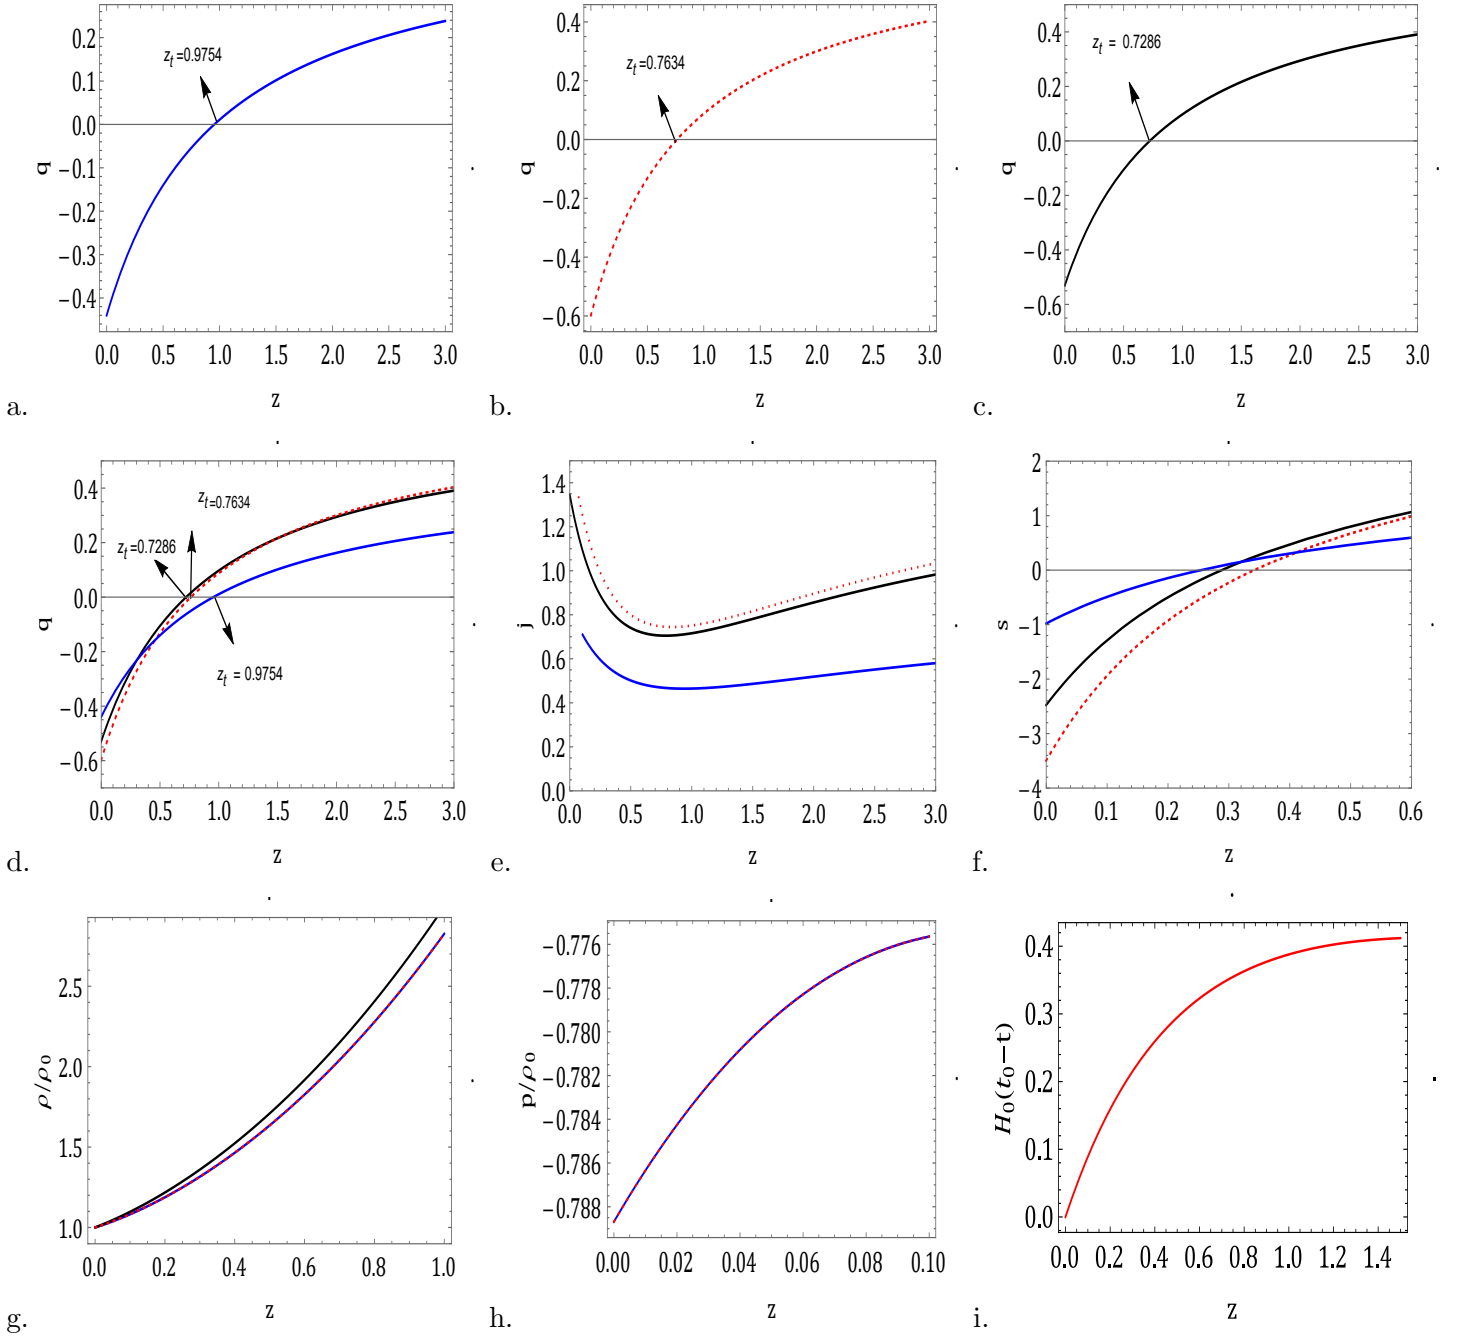 z_t=0.9754
0.2
0.1
0.0
−0.1
0.2
−0.3
−0.4
q
0.0 0.5 1.0 1.5 2.0 2.5 3.0
z
a.
z_t=0.7634
0.4
0.2
0.0
−0.2
−0.4
−0.6
q
0.0 0.5 1.0 1.5 2.0 2.5 3.0
z
b.
z_t = 0.7286
0.4
0.2
0.0
−0.2
−0.4
−0.6
q
0.0 0.5 1.0 1.5 2.0 2.5 3.0
z
c.
z_t=0.7634
z_t=0.7286
z_t = 0.9754
0.4
0.2
0.0
−0.2
−0.4
−0.6
q
0.0 0.5 1.0 1.5 2.0 2.5 3.0
z
d.
1.4
1.2
1.0
0.8
0.6
0.4
0.2
0.0
j
0.0 0.5 1.0 1.5 2.0 2.5 3.0
z
e.
2
1
0
−1
−2
−3
−4
s
0.0 0.1 0.2 0.3 0.4 0.5 0.6
z
f.
2.5
2.0
1.5
1.0
ρ/ρ₀
0.0 0.2 0.4 0.6 0.8 1.0
z
g.
−0.776
−0.778
−0.780
−0.782
−0.784
−0.786
−0.788
p/ρ₀
0.00 0.02 0.04 0.06 0.08 0.10
z
h.
0.4
0.3
0.2
0.1
0.0
H₀(t₀−t)
0.0 0.2 0.4 0.6 0.8 1.0 1.2 1.4
z
i.